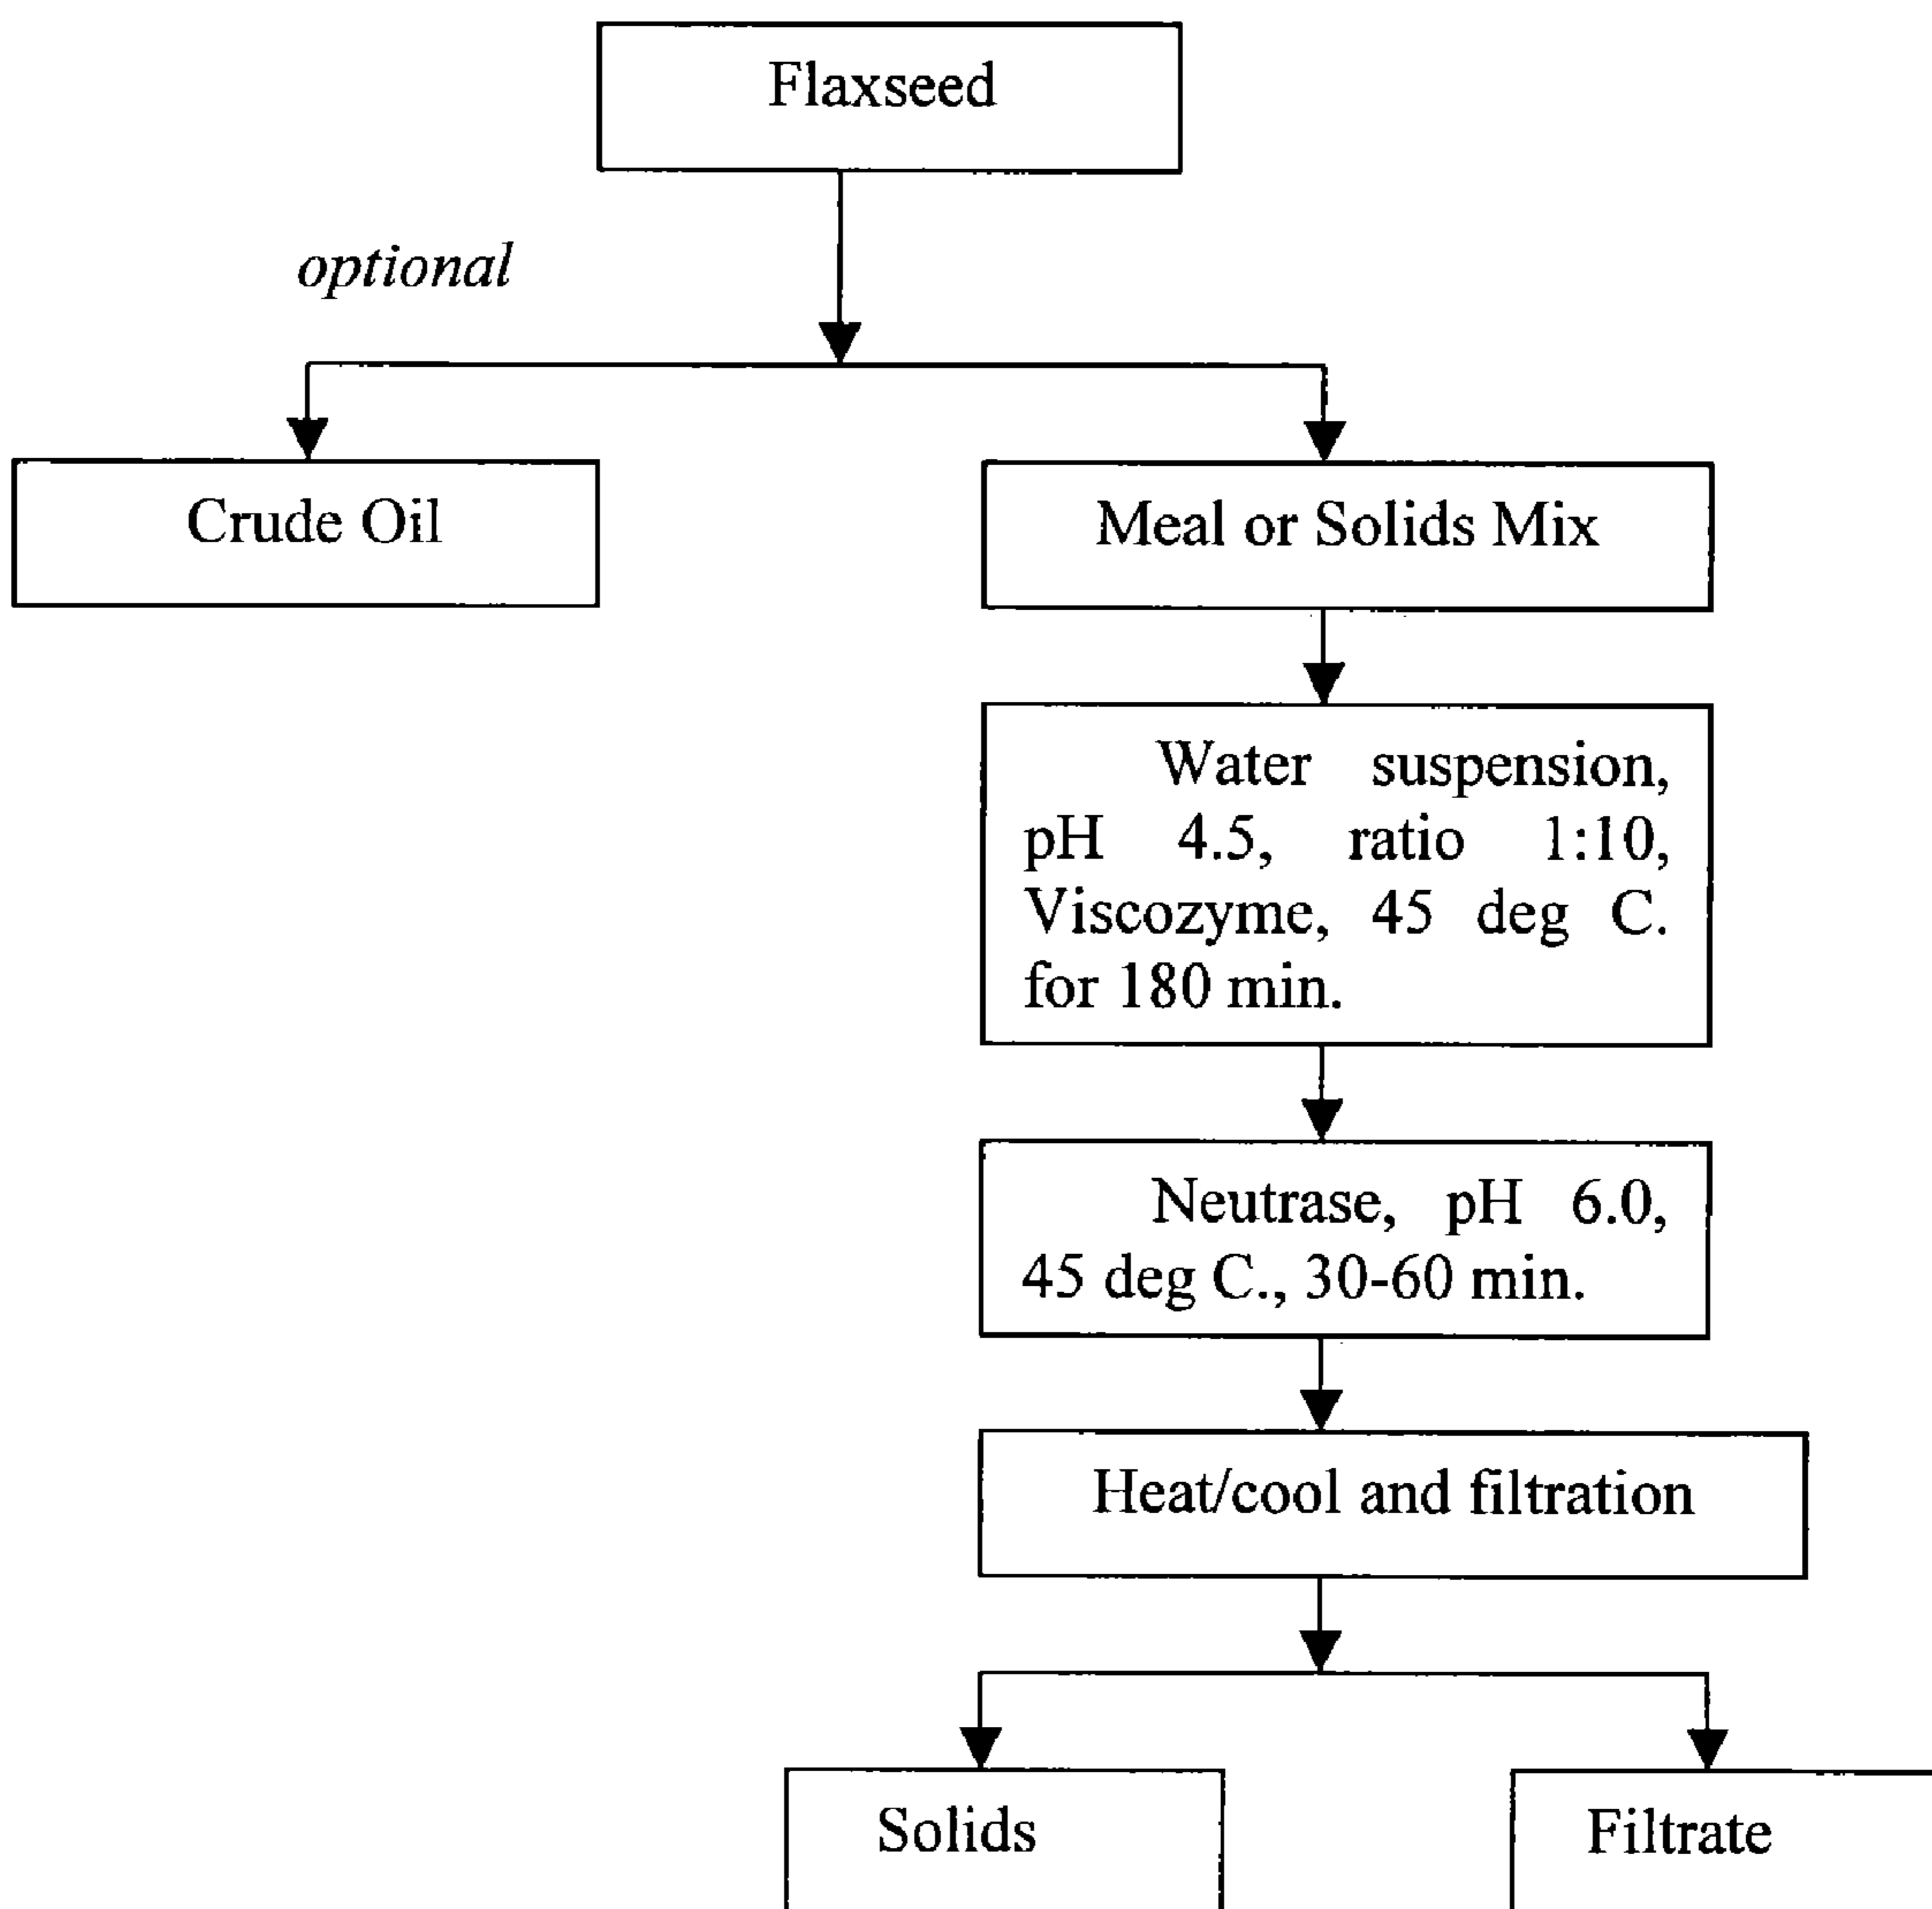 Flaxseed
optional
Crude Oil
Meal or Solids Mix
Water suspension,
pH 4.5, ratio 1:10,
Viscozyme, 45 deg C.
for 180 min.
Neutrase, pH 6.0,
45 deg C., 30-60 min.
Heat/cool and filtration
Solids
Filtrate